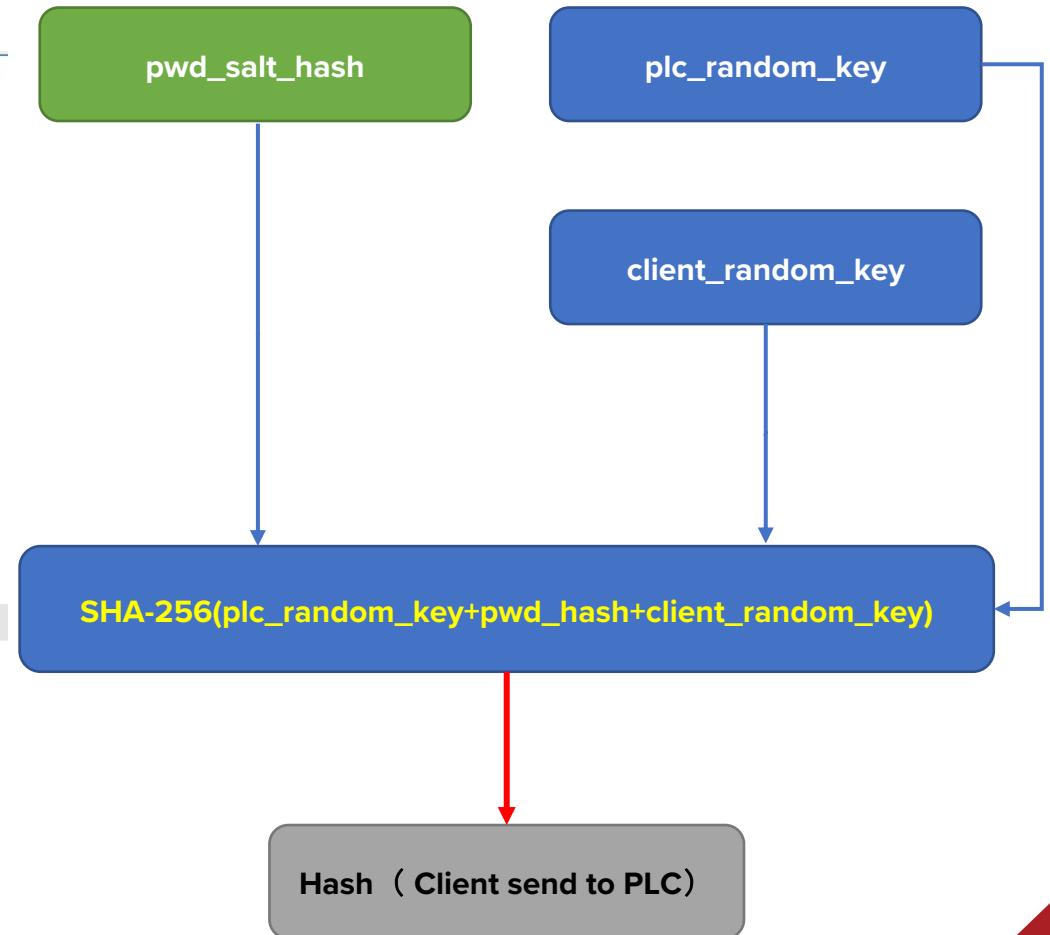 pwd_salt_hash
plc_random_key
client_random_key
SHA-256(plc_random_key+pwd_hash+client_random_key)
Hash（ Client send to PLC）